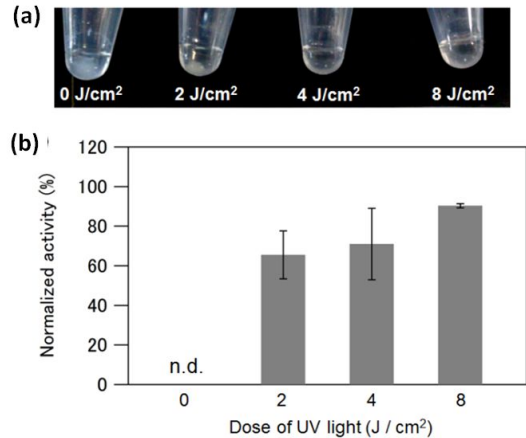 (a)
0 J/cm²
2 J/cm²
4 J/cm²
8 J/cm²
(b)
120
100
80
60
40
20
0
Normalized activity (%)
n.d.
0
2
4
8
Dose of UV light (J / cm²)